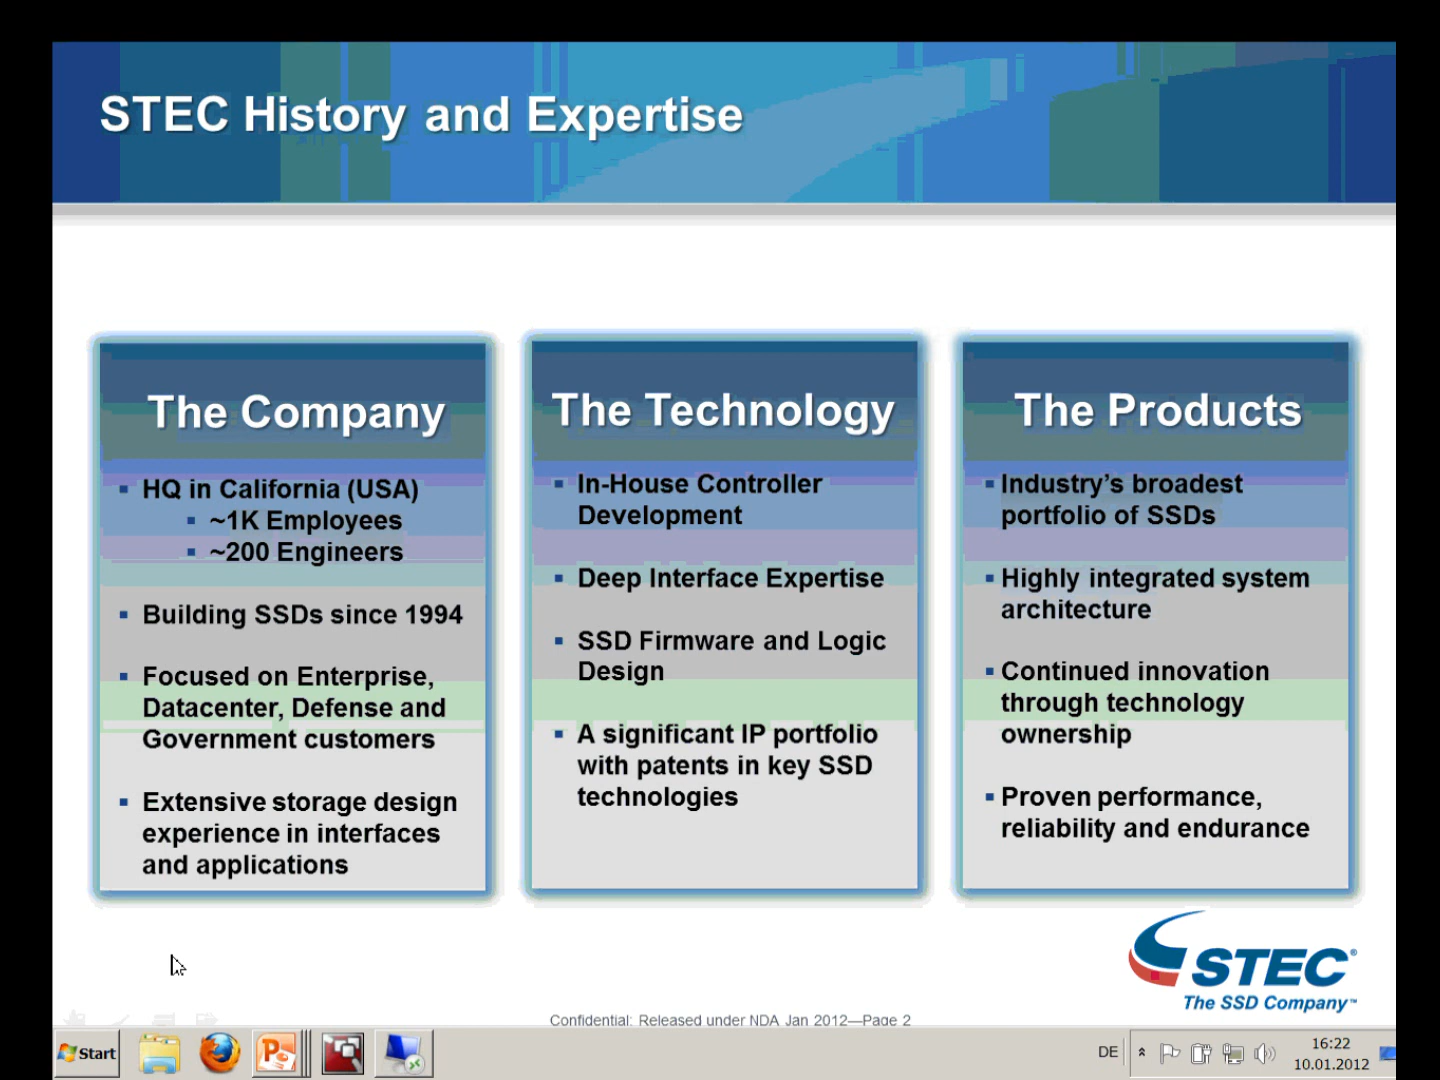 STEC History and Expertise
The Company
HQ in California (USA)
~1K Employees
~200 Engineers
Building SSDs since 1994
Focused on Enterprise,
Datacenter, Defense and
Government customers
Extensive storage design
experience in interfaces
and applications
The Technology
In-House Controller
Development
Deep Interface Expertise
SSD Firmware and Logic
Design
A significant IP portfolio
with patents in key SSD
technologies
The Products
Industry’s broadest
portfolio of SSDs
Highly integrated system
architecture
Continued innovation
through technology
ownership
Proven performance,
reliability and endurance
STEC®
The SSD Company™
Confidential: Released under NDA Jan 2012—Page 2
Start
DE
16:22
10.01.2012